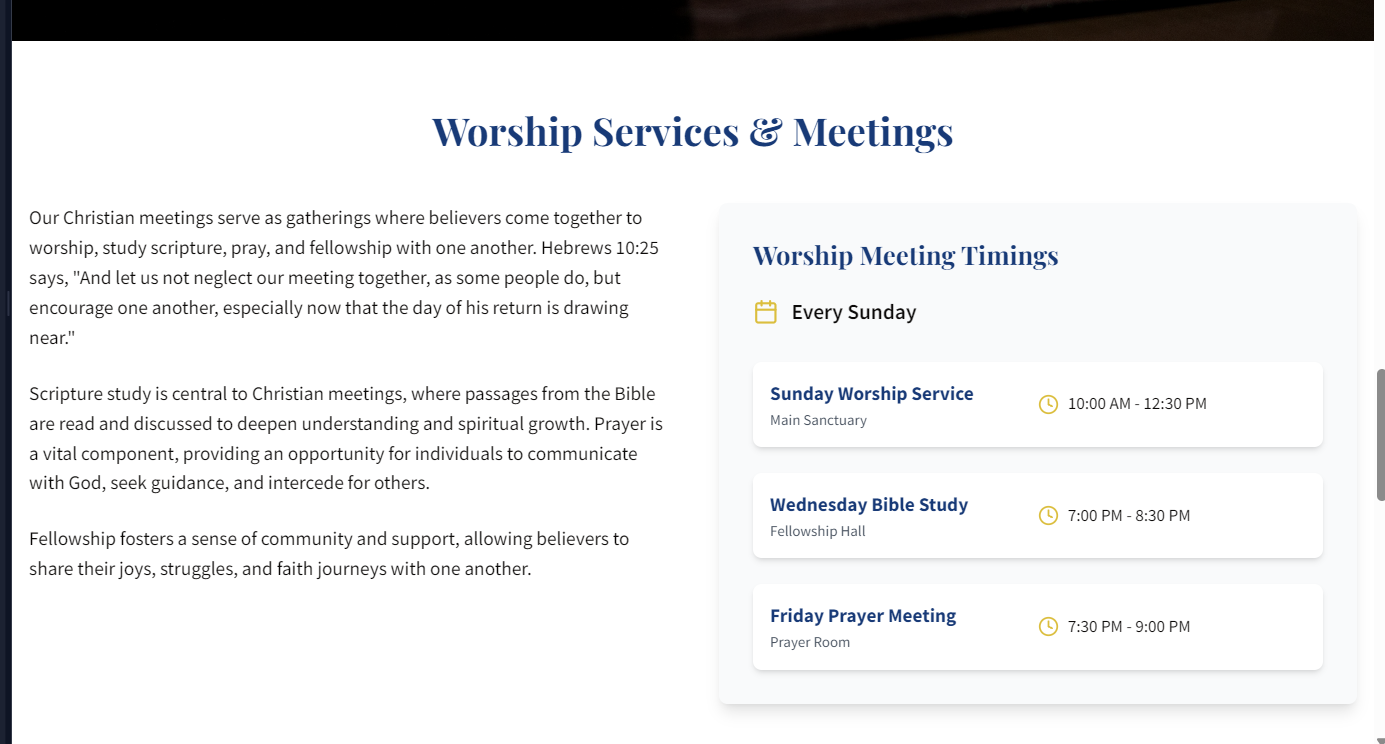 Worship Services & Meetings
Our Christian meetings serve as gatherings where believers come together to
worship, study scripture, pray, and fellowship with one another. Hebrews 10:25
says, "And let us not neglect our meeting together, as some people do, but
encourage one another, especially now that the day of his return is drawing
near."
Scripture study is central to Christian meetings, where passages from the Bible
are read and discussed to deepen understanding and spiritual growth. Prayer is
a vital component, providing an opportunity for individuals to communicate
with God, seek guidance, and intercede for others.
Fellowship fosters a sense of community and support, allowing believers to
share their joys, struggles, and faith journeys with one another.
Worship Meeting Timings
Every Sunday
Sunday Worship Service
Main Sanctuary
10:00 AM - 12:30 PM
Wednesday Bible Study
Fellowship Hall
7:00 PM - 8:30 PM
Friday Prayer Meeting
Prayer Room
7:30 PM - 9:00 PM